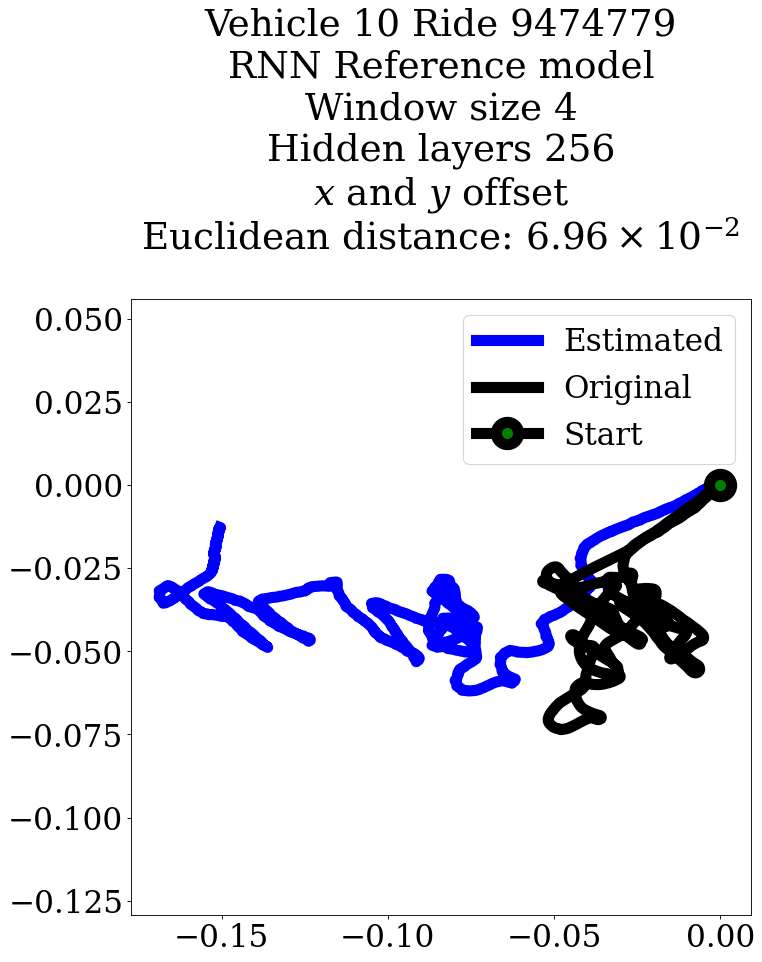 Vehicle 10 Ride 9474779
RNN Reference model
Window size 4
Hidden layers 256
x and y offset
Euclidean distance: 6.96 × 10⁻²
Estimated
Original
Start
0.050
0.025
0.000
−0.025
−0.050
−0.075
−0.100
−0.125
−0.15
−0.10
−0.05
0.00